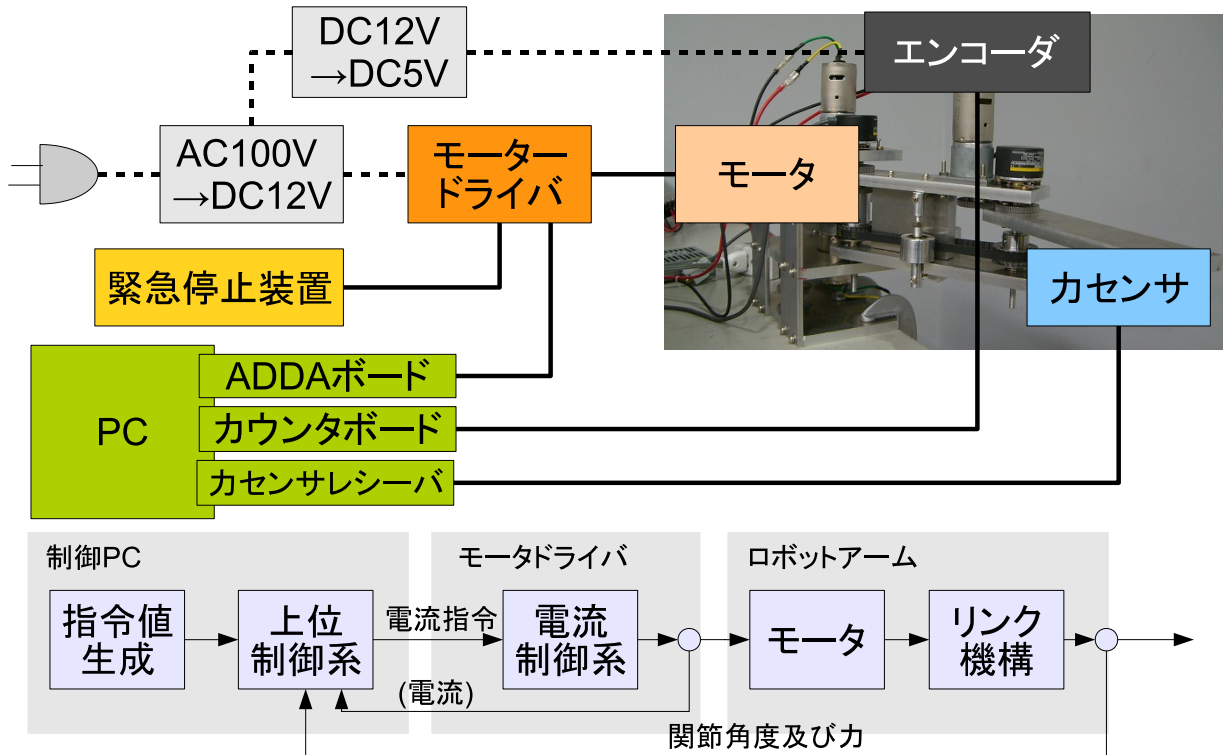 DC12V
→DC5V
エンコーダ
AC100V
→DC12V
モーター
ドライバ
モータ
緊急停止装置
力センサ
PC
ADDAボード
カウンタボード
力センサレシーバ
制御PC
モータドライバ
ロボットアーム
指令値
生成
上位
制御系
電流指令
電流
制御系
モータ
リンク
機構
(電流)
関節角度及び力